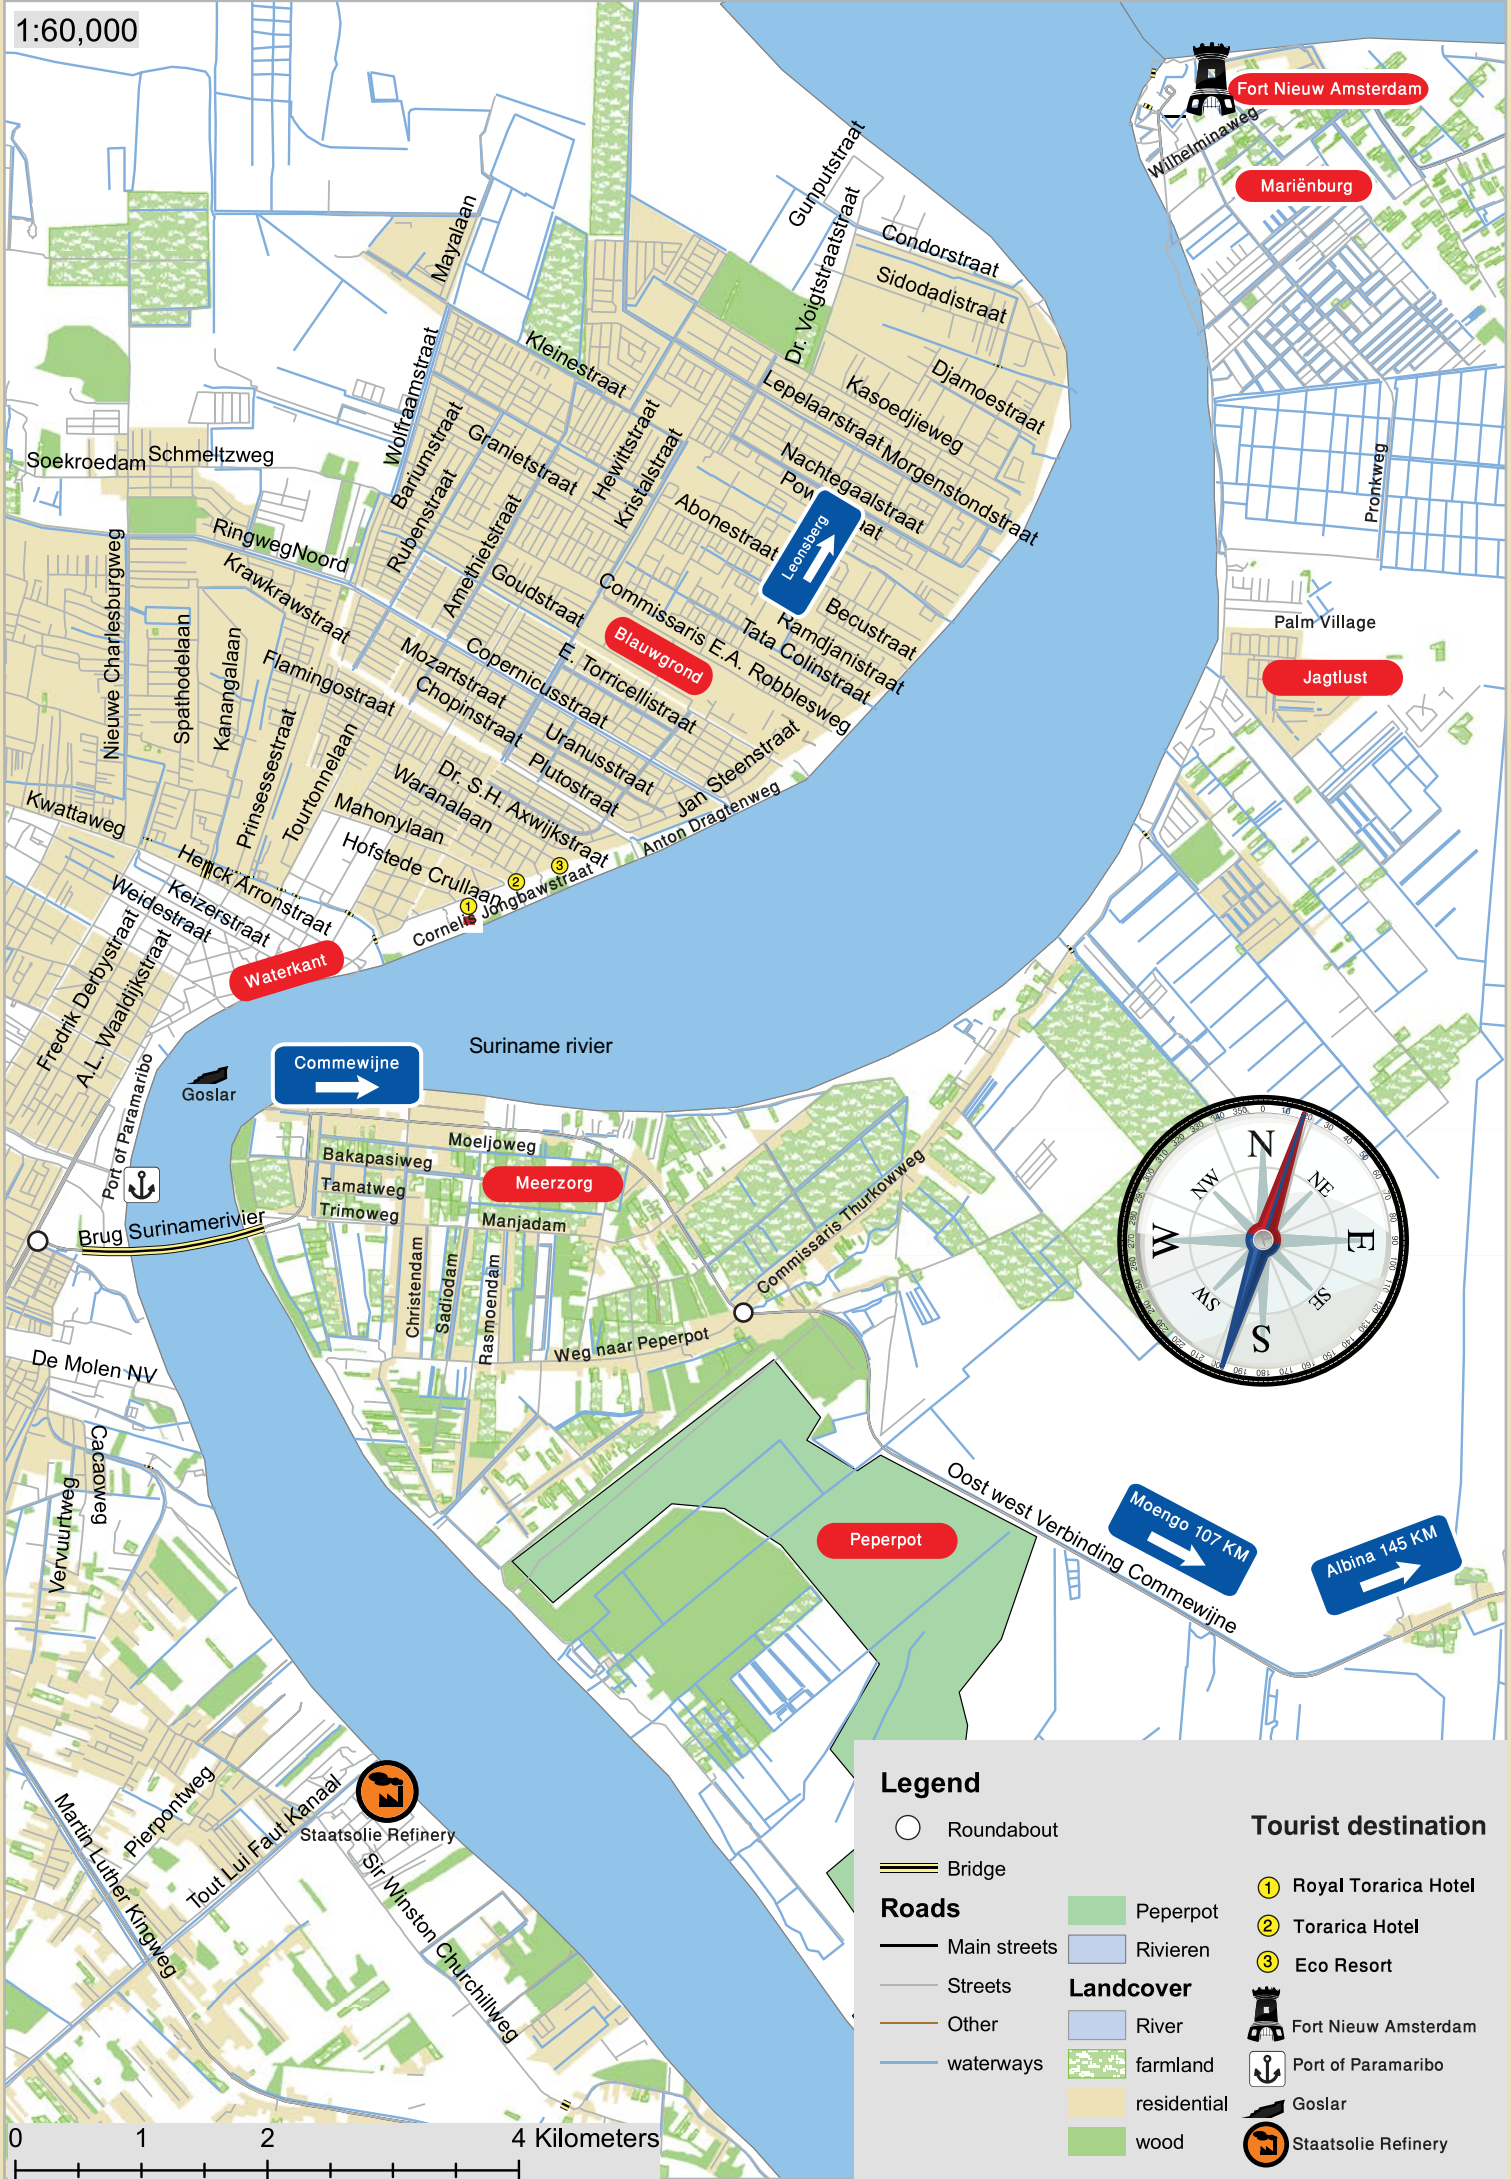 1:60,000
Fort Nieuw Amsterdam
Wilhelminaweg
Mariënburg
Gunputstraat
Dr. Voigtstraatstraat
Condorstraat
Sidodadistraat
Mayalaan
Kleinestraat
Wolfraamstraat
Djamoestraat
Kasoedjieweg
Lepelaarstraat
Morgenstondstraat
Nachtegaalstraat
Bariumstraat
Granietstraat
Hewittstraat
Kristalstraat
Soekroedam
Schmeltzweg
Rubenstraat
Amethietstraat
Abonestraat
Leonsberg
Pronkweg
RingwegNoord
Krawkrawstraat
Goudstraat
Commissaris E.A. Robblesweg
Becustraat
Ramdjanistraat
Tata Colinstraat
Palm Village
Jagtlust
Blauwgrond
Nieuwe Charlesburgweg
Spathodelaan
Kanangalaan
Flamingostraat
Mozartstraat
Copernicusstraat
E. Torricellistraat
Chopinstraat
Prinsessestraat
Tourtonnelaan
Uranusstraat
Plutostraat
Jan Steenstraat
Dr. S.H. Axwijkstraat
Waranalaan
Mahonylaan
Anton Dragtenweg
Kwattaweg
Hofstede Crullaan
Henck Arronstraat
Keizerstraat
Weidestraat
3
2
1
Cornelis Jongbawstraat
Waterkant
Fredrik Derbystraat
A.L. Waaldijkstraat
Suriname rivier
Commewijne
Goslar
Port of Paramaribo
Moeljoweg
Bakapasiweg
Tamatweg
Trimoweg
Meerzorg
Manjadam
Commissaris Thurkowweg
Brug Surinamerivier
Christendam
Sadiodam
Rasmoendam
Weg naar Peperpot
N
NE
E
SE
S
SW
W
NW
De Molen NV
Cacaoweg
Vervuurtweg
Oost west Verbinding Commewijne
Moengo 107 KM
Albina 145 KM
Peperpot
Staatsolie Refinery
Pierpontweg
Tout Lui Faut Kanaal
Martin Luther Kingweg
Sir Winston Churchillweg
Legend
Roundabout
Bridge
Roads
Main streets
Streets
Other
waterways
Peperpot
Rivieren
Landcover
River
farmland
residential
wood
Tourist destination
1 Royal Torarica Hotel
2 Torarica Hotel
3 Eco Resort
Fort Nieuw Amsterdam
Port of Paramaribo
Goslar
Staatsolie Refinery
0 1 2 4 Kilometers